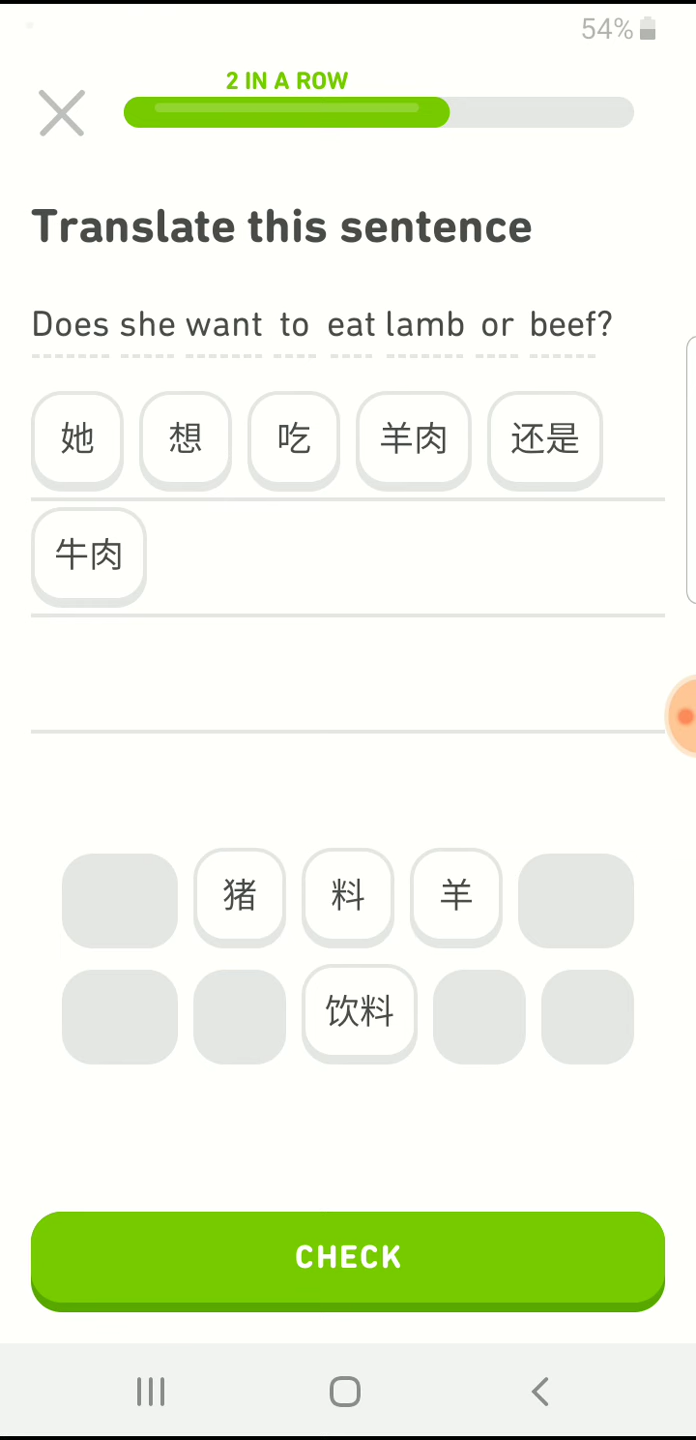 54%
2 IN A ROW
Translate this sentence
Does she want to eat lamb or beef?
她 想 吃 羊肉 还是
牛肉
猪 料 羊
饮料
CHECK